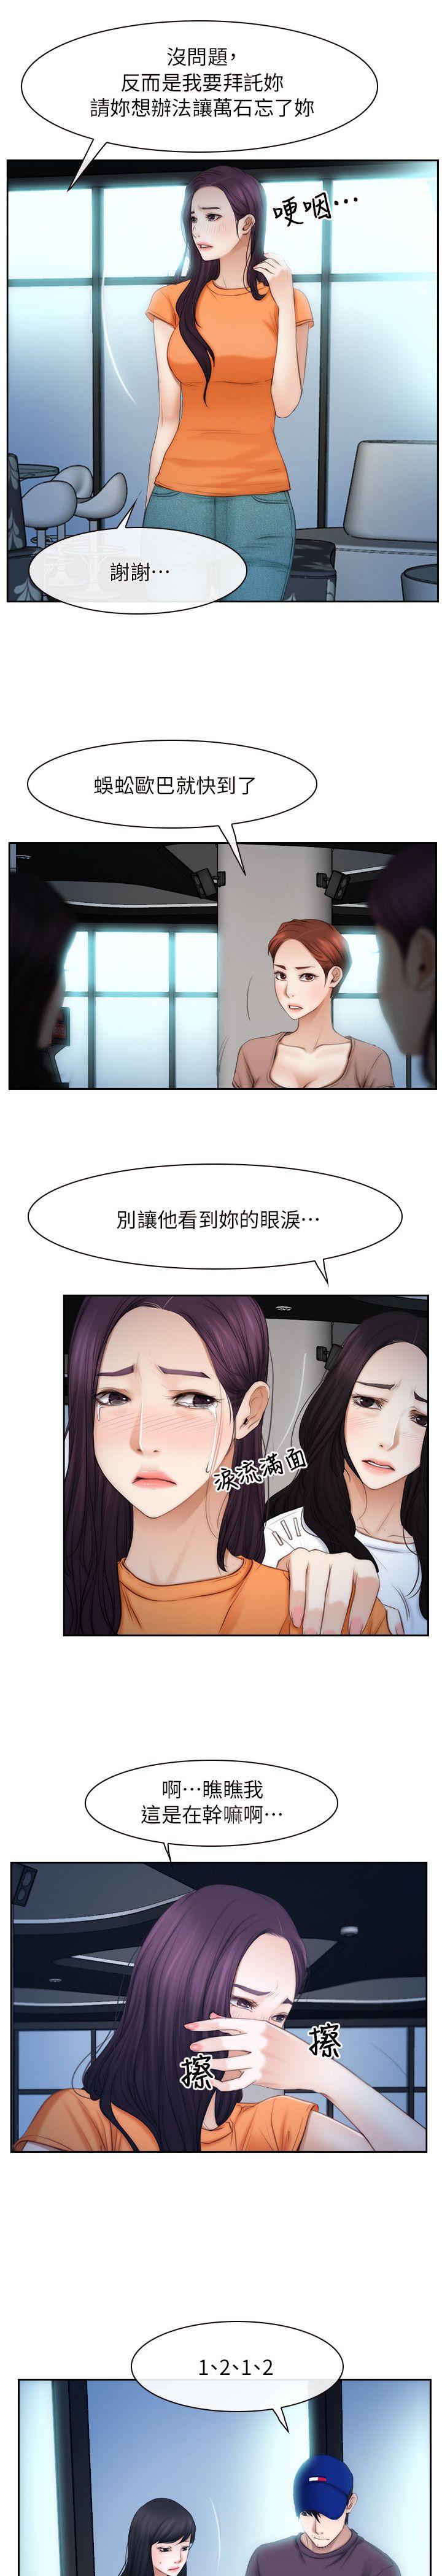 沒問題，
反而是我要拜託妳
請妳想辦法讓萬石忘了妳
哽咽…
謝謝…
蜈蚣歐巴就快到了
別讓他看到妳的眼淚…
淚流滿面
啊…瞧瞧我
這是在幹嘛啊…
擦
擦
1、2、1、2